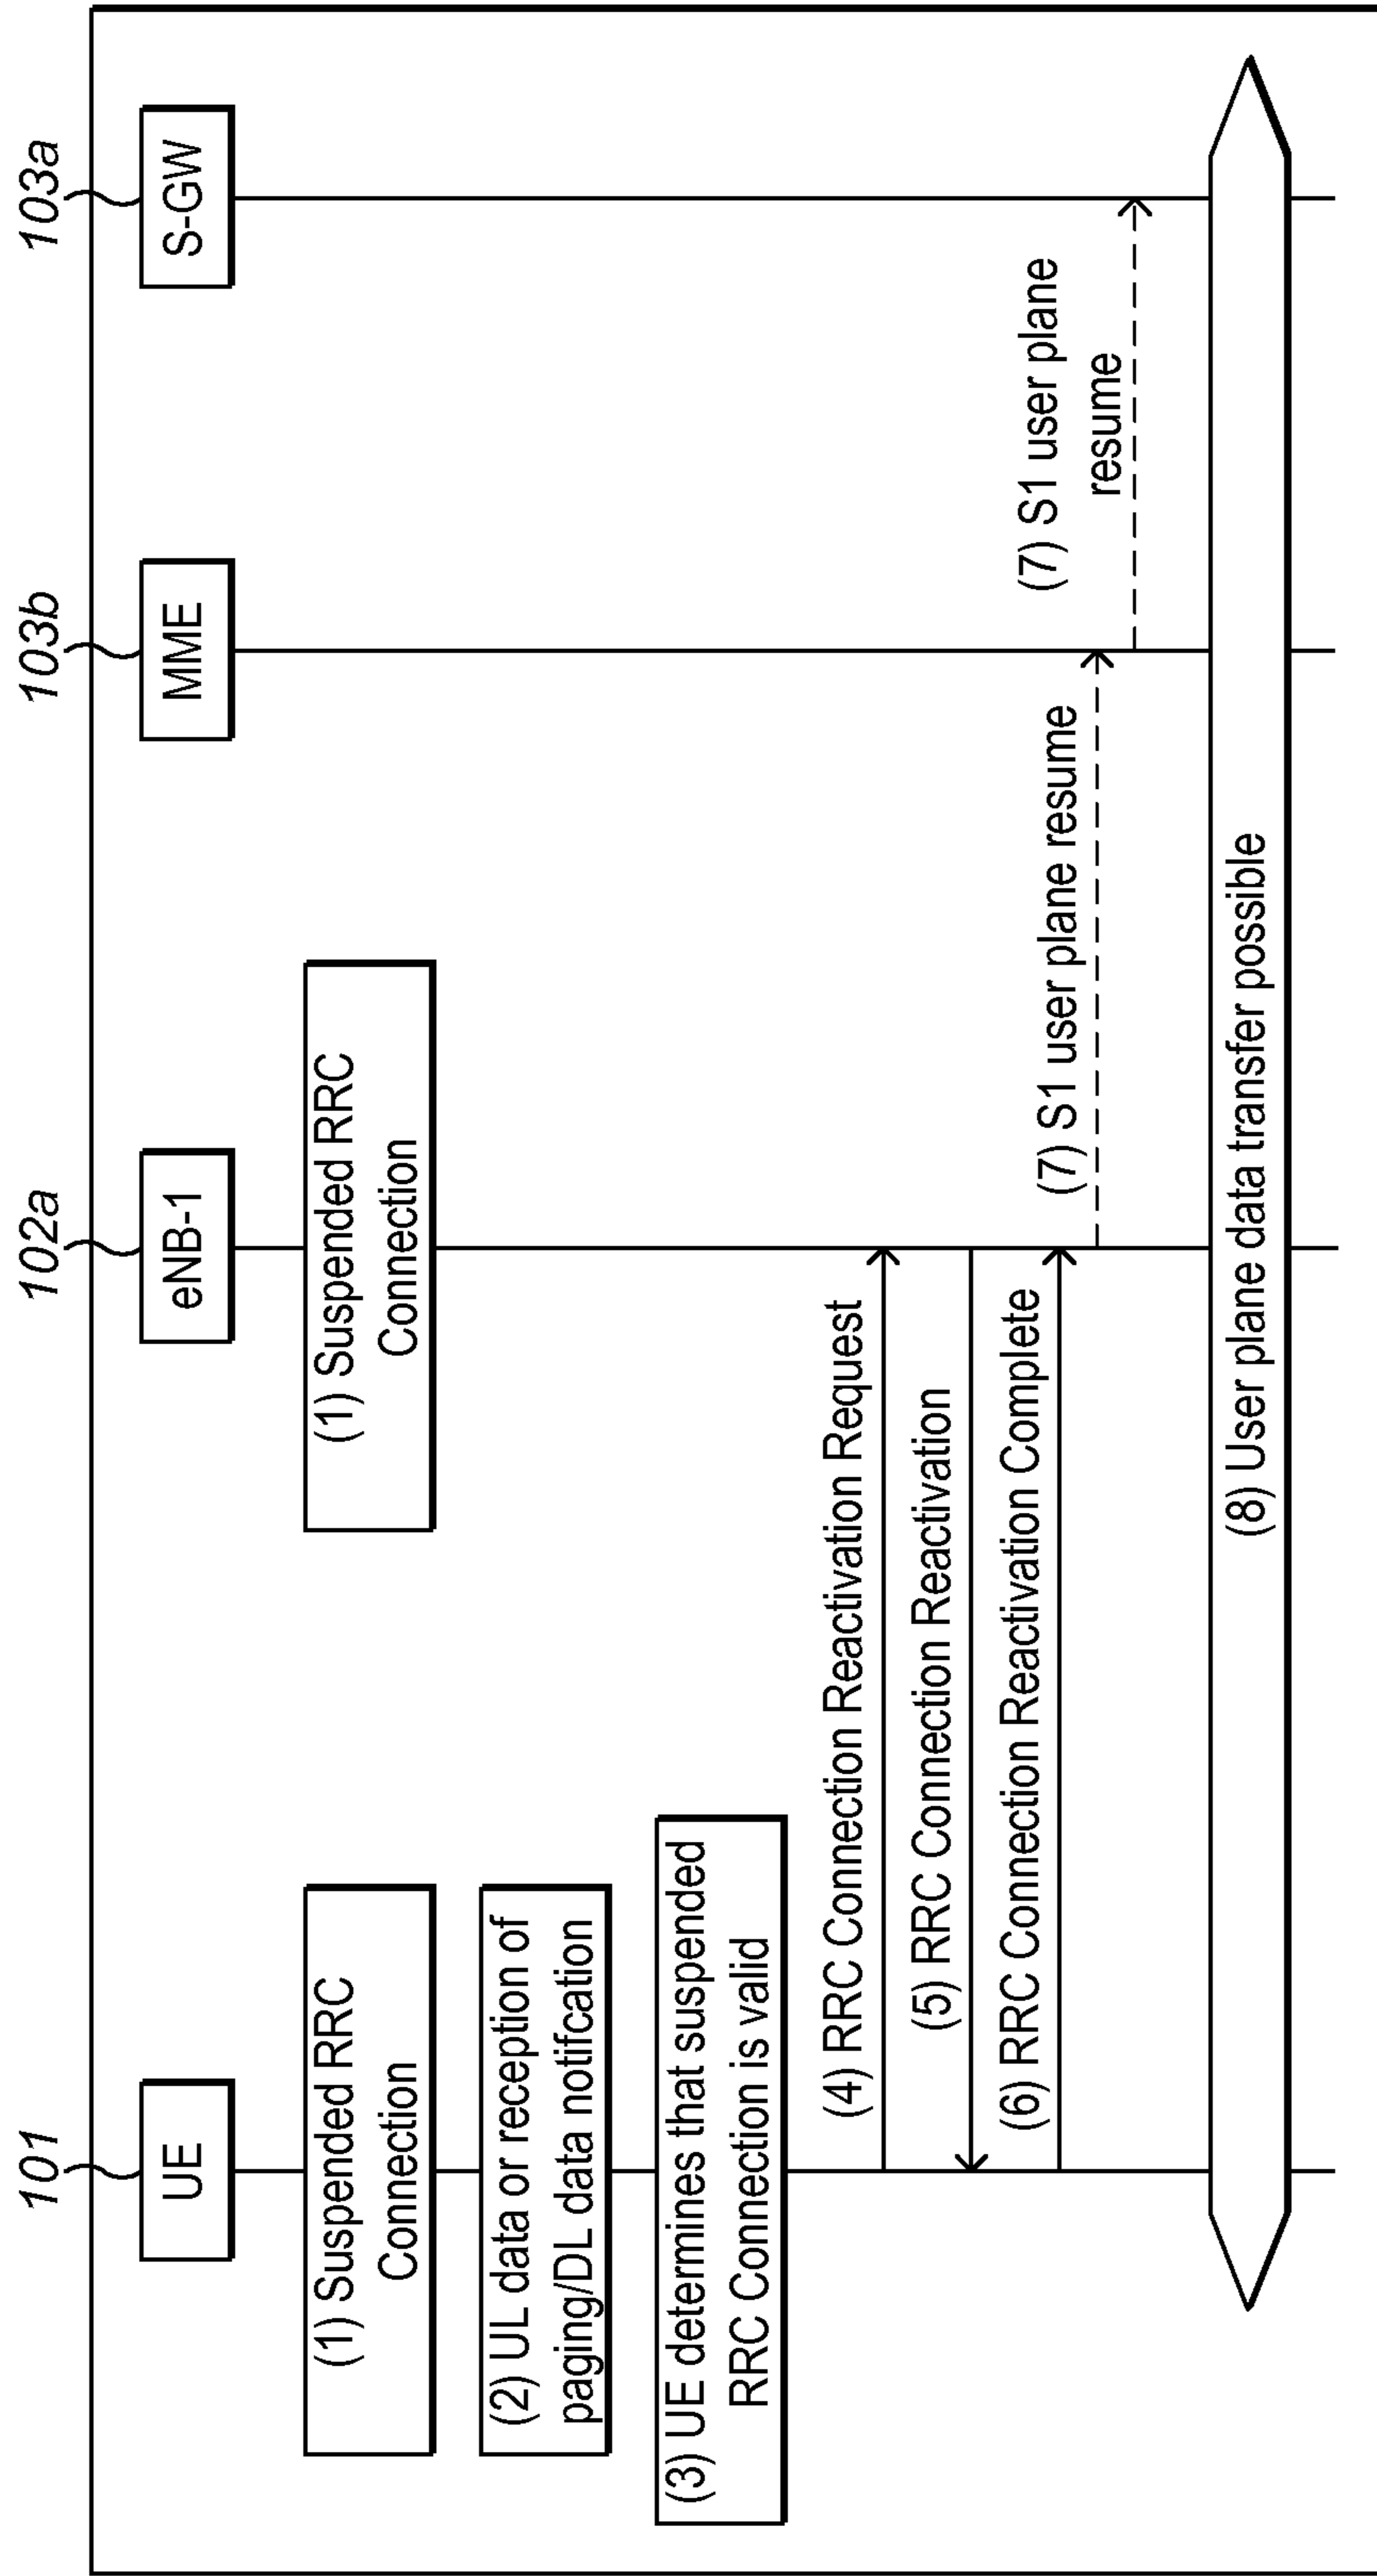 101
102a
103b
103a
UE
eNB-1
MME
S-GW
(1) Suspended RRC
Connection
(1) Suspended RRC
Connection
(2) UL data or reception of
paging/DL data notifcation
(3) UE determines that suspended
RRC Connection is valid
(4) RRC Connection Reactivation Request
(5) RRC Connection Reactivation
(6) RRC Connection Reactivation Complete
(7) S1 user plane resume
(7) S1 user plane
resume
(8) User plane data transfer possible